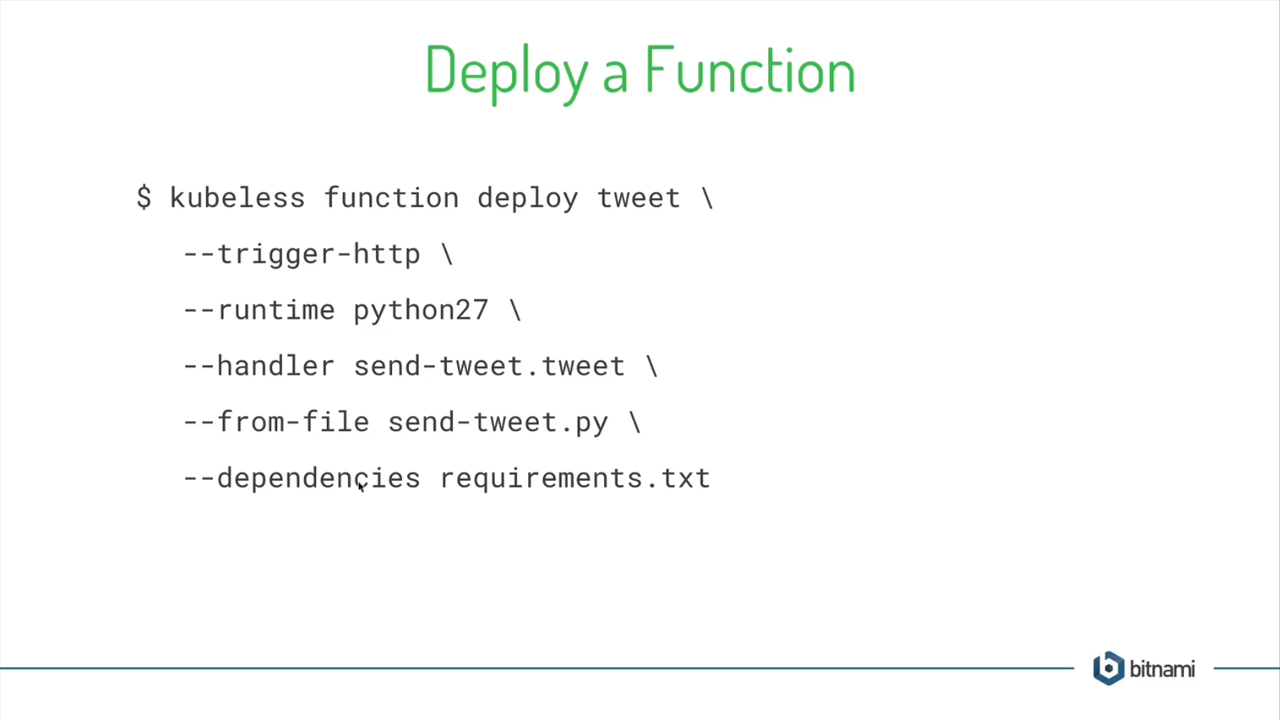 Deploy a Function
$ kubeless function deploy tweet \
--trigger-http \
--runtime python27 \
--handler send-tweet.tweet \
--from-file send-tweet.py \
--dependencies requirements.txt
bitnami